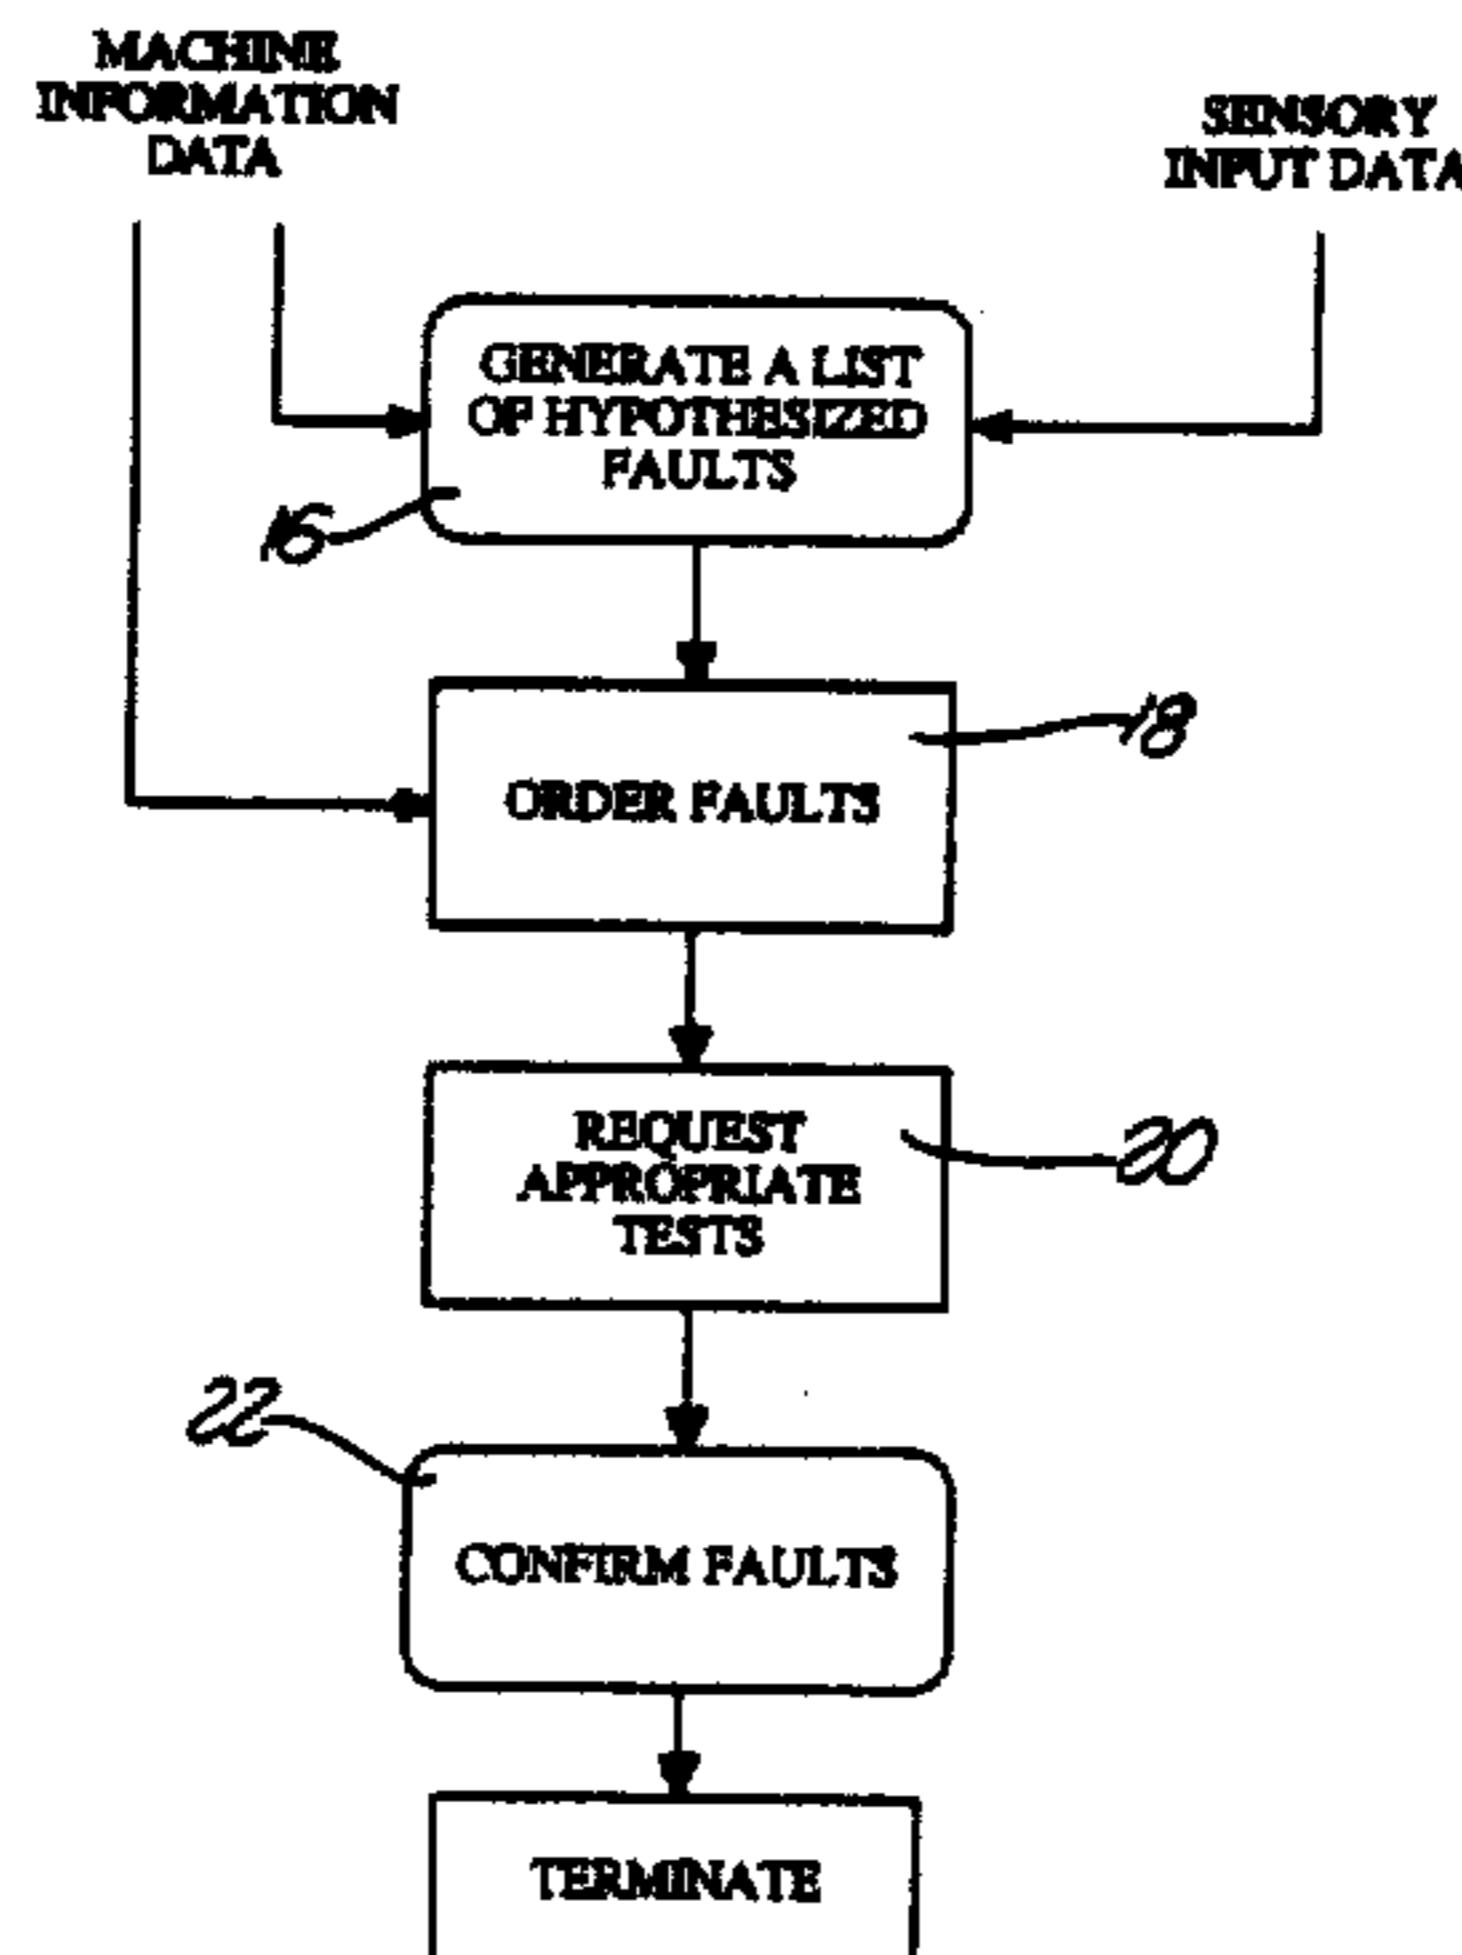 MACHINE
INFORMATION
DATA
SENSORY
INPUT DATA
GENERATE A LIST
OF HYPOTHESIZED
FAULTS
16
ORDER FAULTS
18
REQUEST
APPROPRIATE
TESTS
20
22
CONFIRM FAULTS
TERMINATE